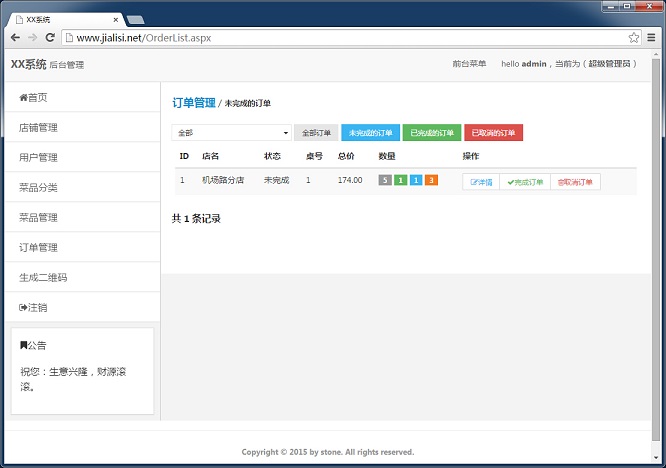 XX系统
www.jialisi.net/OrderList.aspx
XX系统 后台管理
前台菜单 hello admin，当前为（超级管理员）
首页
店铺管理
用户管理
菜品分类
菜品管理
订单管理
生成二维码
注销
公告
祝您：生意兴隆，财源滚
滚。
订单管理 / 未完成的订单
全部 全部订单 未完成的订单 已完成的订单 已取消的订单
ID 店名 状态 桌号 总价 数量 操作
1 机场路分店 未完成 1 174.00 5 1 1 3 详情 完成订单 取消订单
共 1 条记录
Copyright © 2015 by stone. All rights reserved.